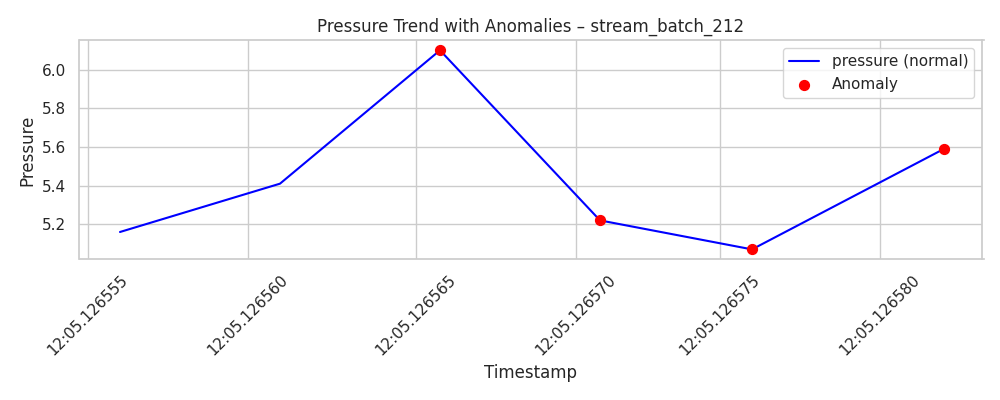 Pressure Trend with Anomalies – stream_batch_212
pressure (normal)
Anomaly
Pressure
6.0
5.8
5.6
5.4
5.2
12:05.126555
12:05.126560
12:05.126565
12:05.126570
12:05.126575
12:05.126580
Timestamp